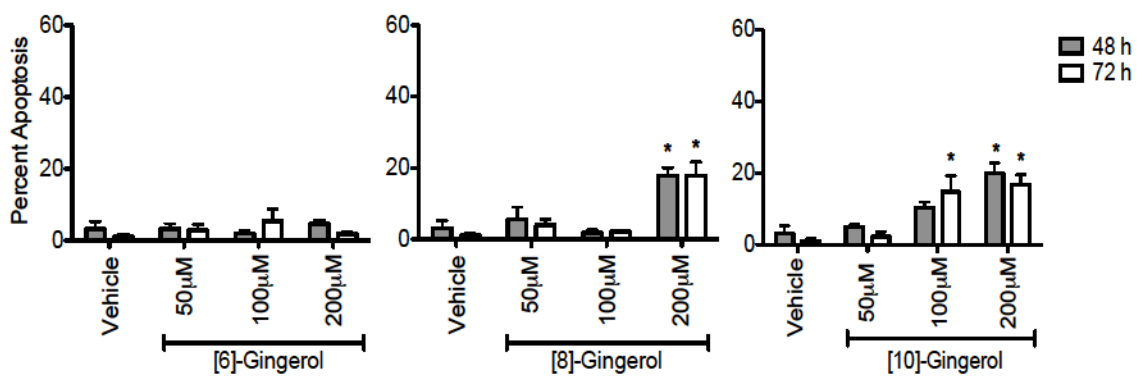 Percent Apoptosis
60
40
20
0
Vehicle
50μM
100μM
200μM
[6]-Gingerol
60
40
20
0
* *
Vehicle
50μM
100μM
200μM
[8]-Gingerol
60
40
20
0
* * *
Vehicle
50μM
100μM
200μM
[10]-Gingerol
48 h
72 h